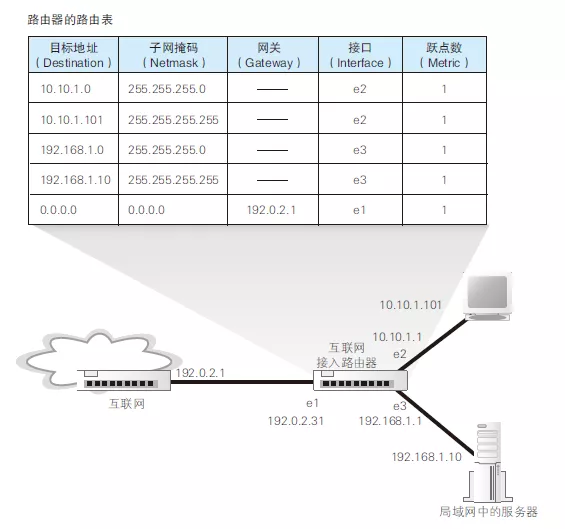 路由器的路由表
目标地址 子网掩码 网关 接口 跃点数
（Destination） （Netmask） （Gateway） （Interface） （Metric）
10.10.1.0 255.255.255.0 —— e2 1
10.10.1.101 255.255.255.255 —— e2 1
192.168.1.0 255.255.255.0 —— e3 1
192.168.1.10 255.255.255.255 —— e3 1
0.0.0.0 0.0.0.0 192.0.2.1 e1 1
10.10.1.101
10.10.1.1
e2
互联网
接入路由器
192.0.2.1
互联网
e1
192.0.2.31
e3
192.168.1.1
192.168.1.10
局域网中的服务器